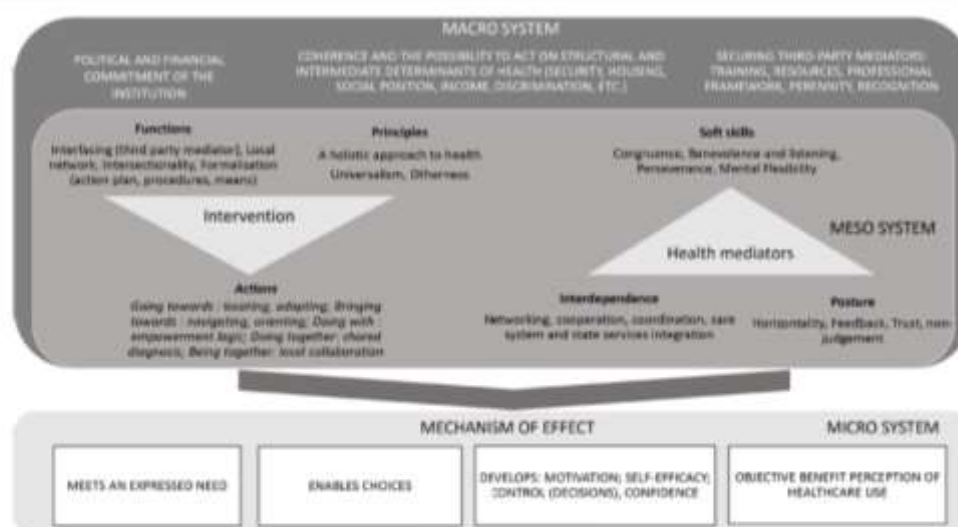 MACRO SYSTEM
POLITICAL AND FINANCIAL
COMMITMENT OF THE
INSTITUTION
COHERENCE AND THE POSSIBILITY TO ACT ON STRUCTURAL AND
INTERMEDIATE DETERMINANTS OF HEALTH (SECURITY, HOUSING,
SOCIAL POSITION, INCOME, DISCRIMINATION, ETC.)
SECURING THIRD-PARTY MEDIATORS:
TRAINING, RESOURCES, PROFESSIONAL
FRAMEWORK, PERENNITY, RECOGNITION
Functions
Interfacing (third party mediator), Local
network, Intersectionality, Formalisation
(action plan, procedures, means)
Principles
A holistic approach to health
Universalism, Otherness
Soft skills
Congruence, Benevolence and listening,
Perseverance, Mental flexibility
Intervention
MESO SYSTEM
Health mediators
Actions
Going towards : locating, adapting; Bringing
towards : navigating, orienting; Doing with :
empowerment logic; Doing together: shared
diagnosis; Being together: local collaboration
Interdependence
Networking, cooperation, coordination, care
system and state services integration
Posture
Horizontality, Feedback, Trust, non-
judgement
MECHANISM OF EFFECT
MICRO SYSTEM
MEETS AN EXPRESSED NEED
ENABLES CHOICES
DEVELOPS: MOTIVATION; SELF-EFFICACY;
CONTROL (DECISIONS), CONFIDENCE
OBJECTIVE BENEFIT PERCEPTION OF
HEALTHCARE USE